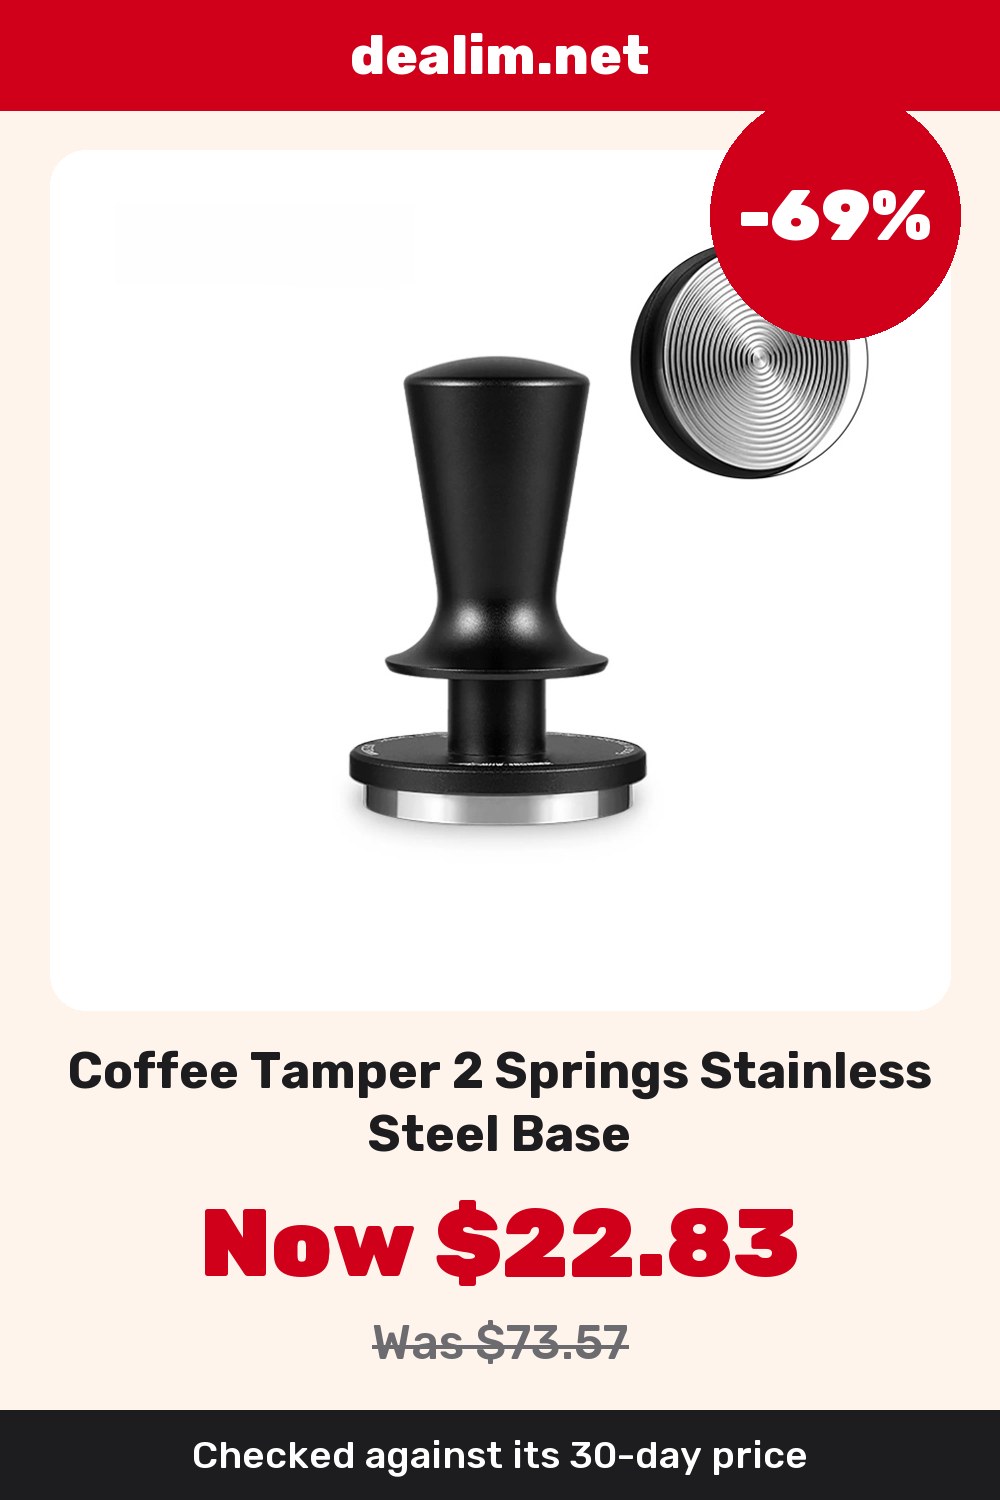 dealim.net
-69%
Coffee Tamper 2 Springs Stainless
Steel Base
Now $22.83
Was $73.57
Checked against its 30-day price